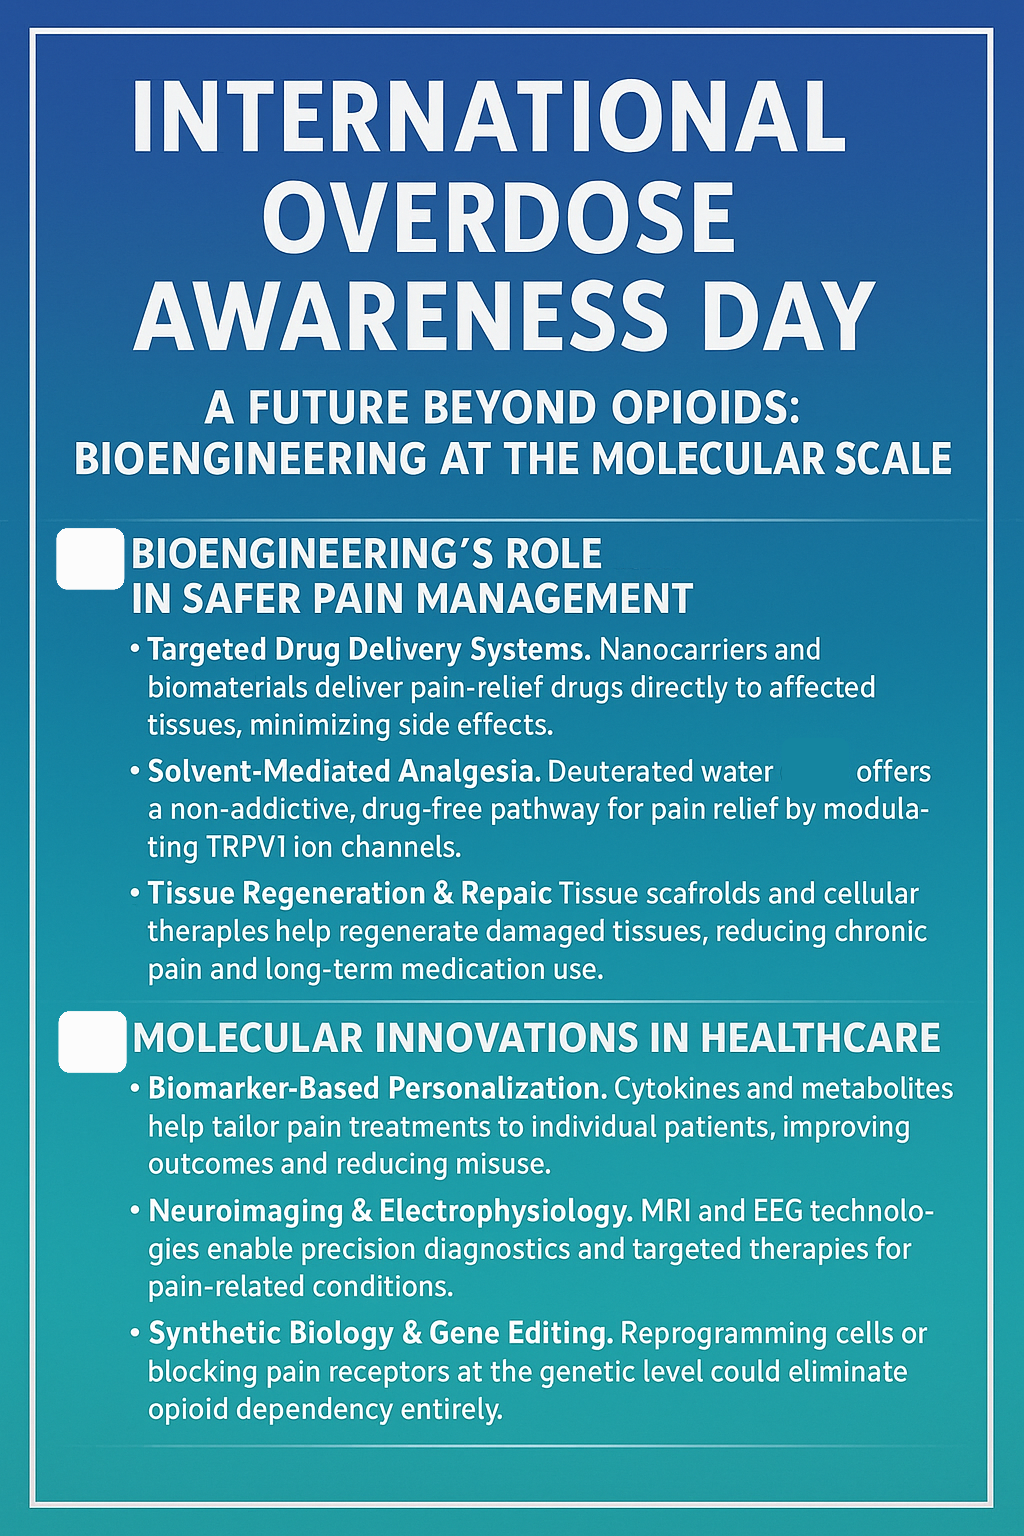 INTERNATIONAL
OVERDOSE
AWARENESS DAY
A FUTURE BEYOND OPIOIDS:
BIOENGINEERING AT THE MOLECULAR SCALE
BIOENGINEERING´S ROLE
IN SAFER PAIN MANAGEMENT
• Targeted Drug Delivery Systems. Nanocarriers and
biomaterials deliver pain-relief drugs directly to affected
tissues, minimizing side effects.
• Solvent-Mediated Analgesia. Deuterated water offers
a non-addictive, drug-free pathway for pain relief by modula-
ting TRPV1 ion channels.
• Tissue Regeneration & Repaic Tissue scafrolds and cellular
theraples help regenerate damaged tissues, reducing chronic
pain and long-term medication use.
MOLECULAR INNOVATIONS IN HEALTHCARE
• Biomarker-Based Personalization. Cytokines and metabolites
help tailor pain treatments to individual patients, improving
outcomes and reducing misuse.
• Neuroimaging & Electrophysiology. MRI and EEG technolo-
gies enable precision diagnostics and targeted therapies for
pain-related conditions.
• Synthetic Biology & Gene Editing. Reprogramming cells or
blocking pain receptors at the genetic level could eliminate
opioid dependency entirely.